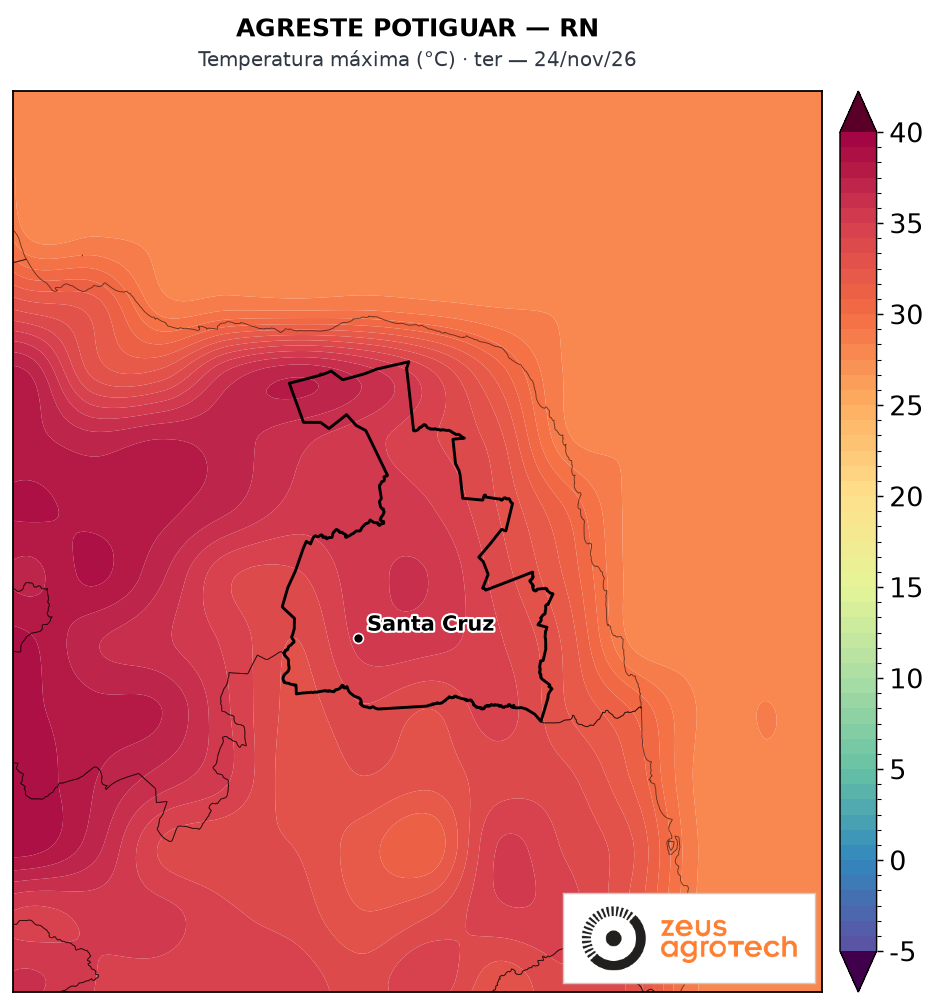 AGRESTE POTIGUAR — RN
Temperatura máxima (°C) · ter — 24/nov/26
40
35
30
25
20
15
10
5
0
-5
Santa Cruz
zeus
agrotech